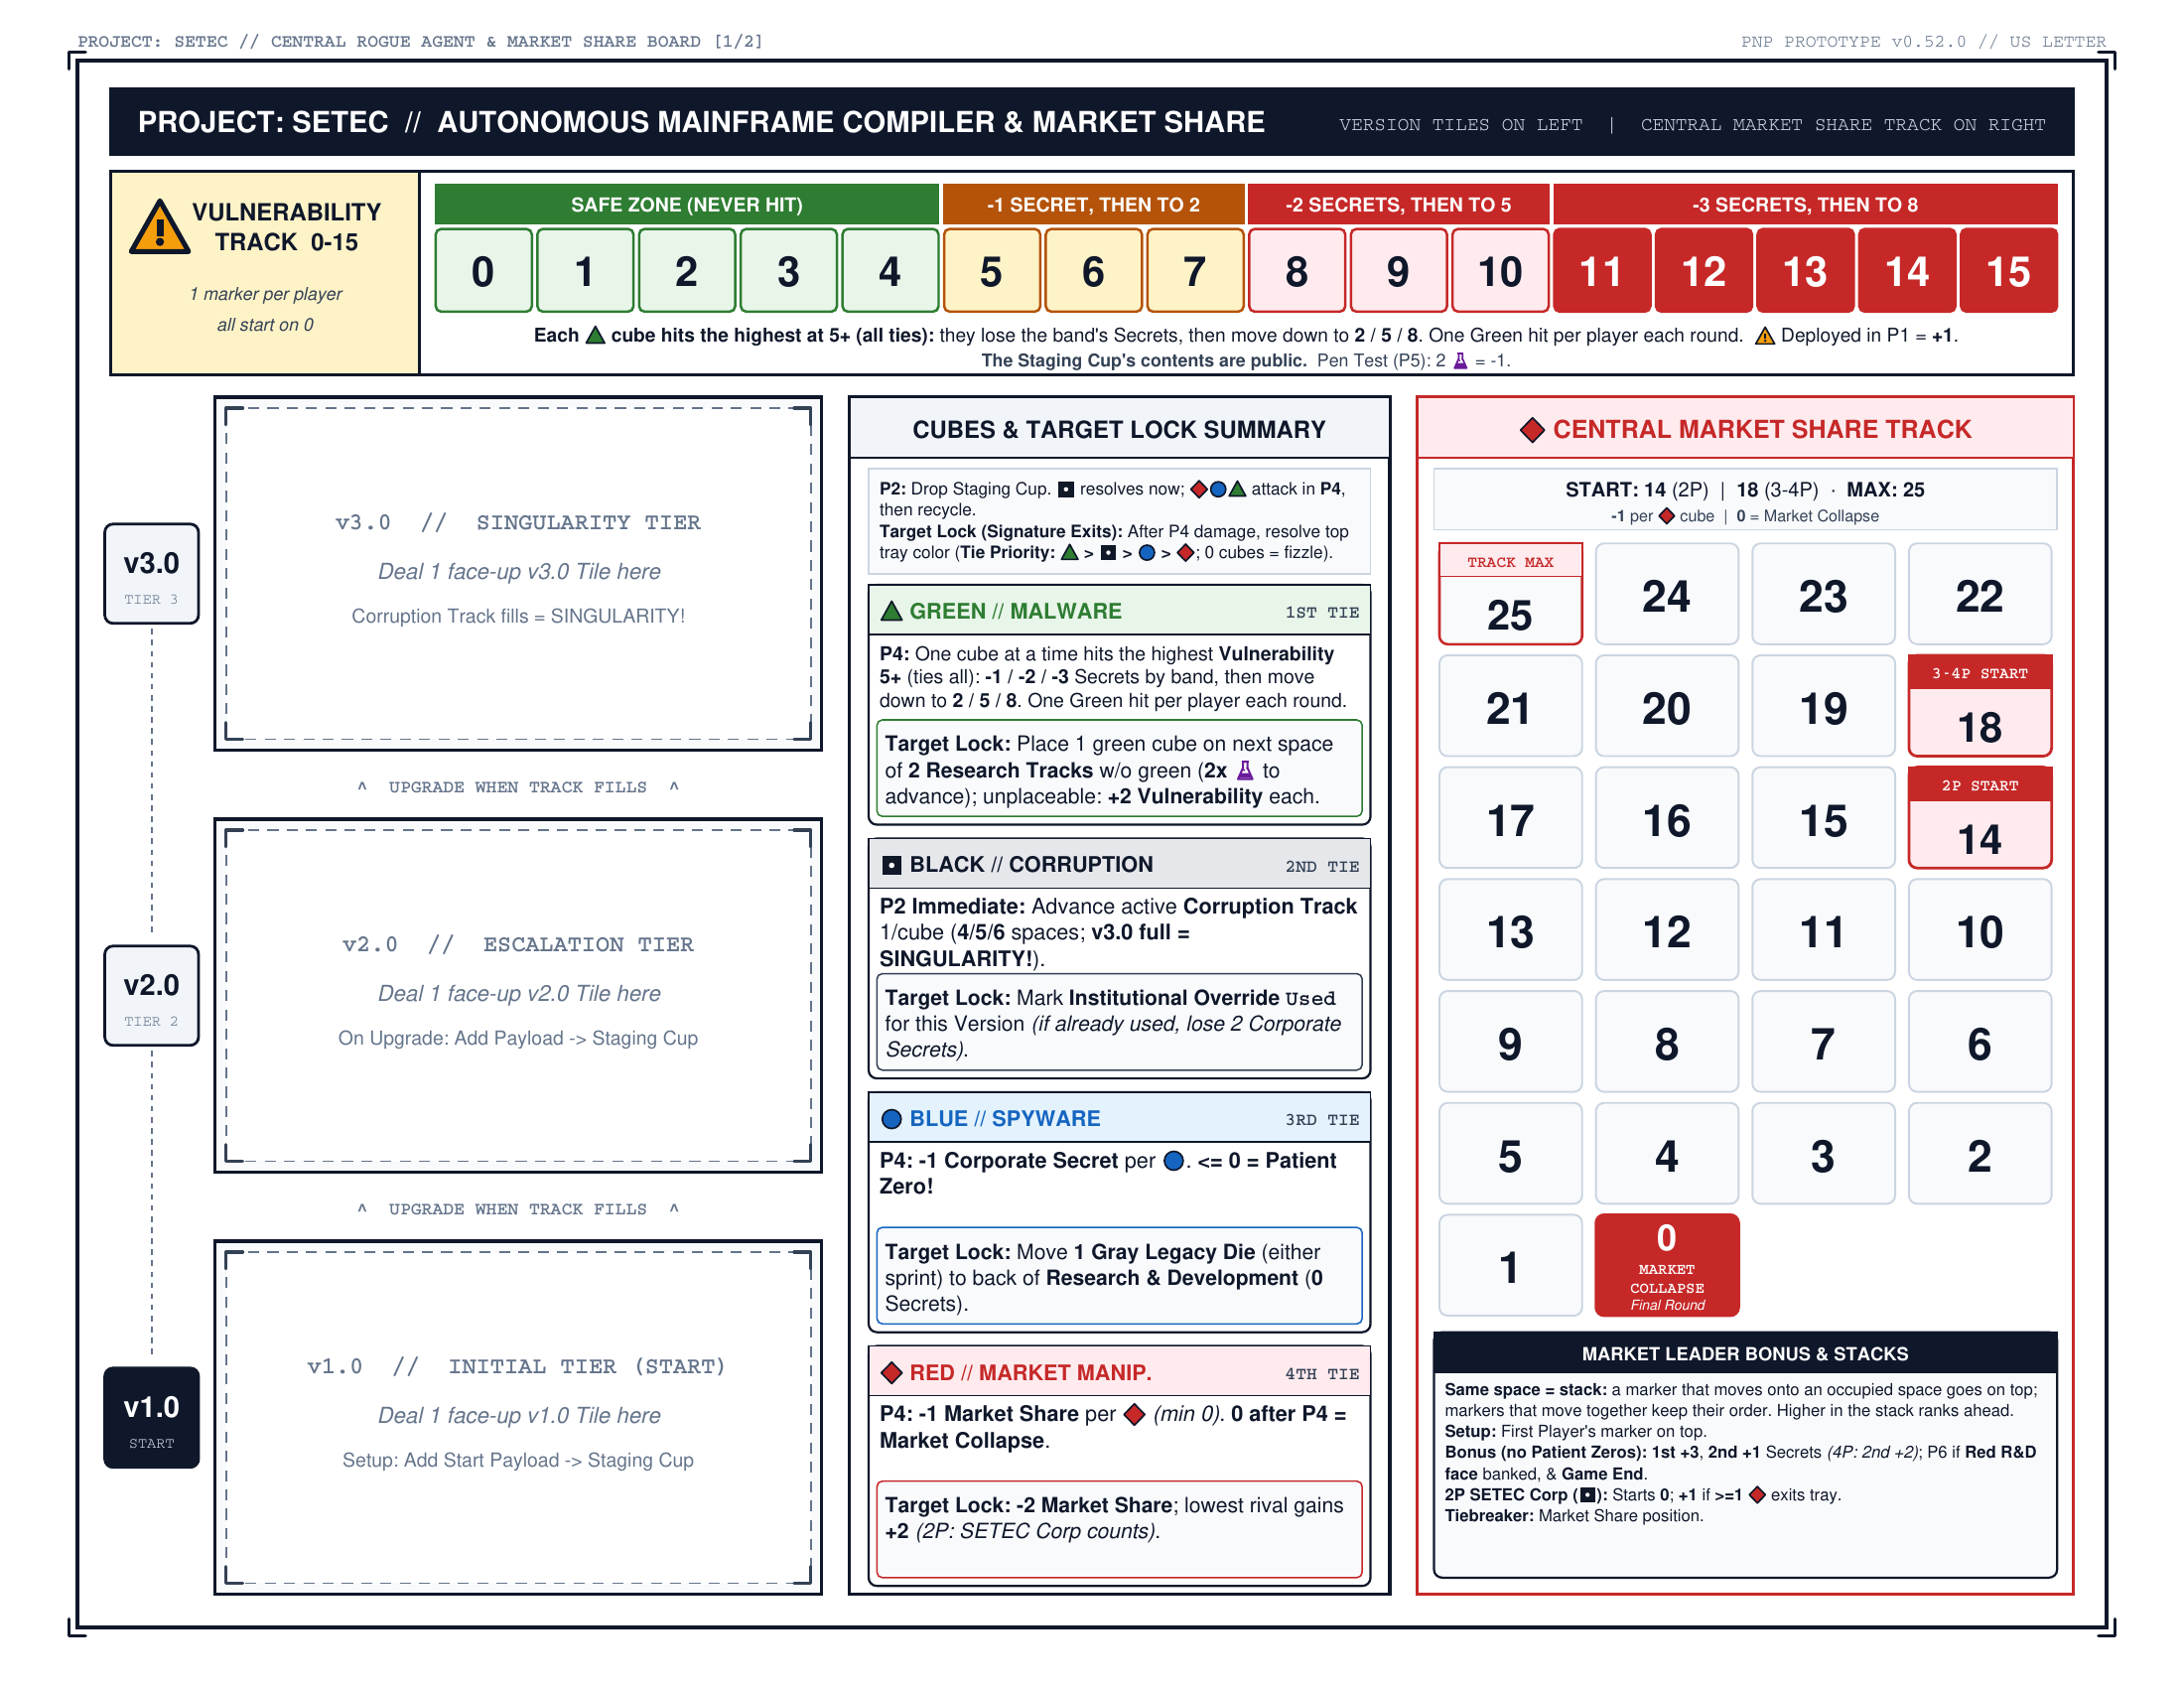 PROJECT: SETEC // CENTRAL ROGUE AGENT & MARKET SHARE BOARD [1/2]
PNP PROTOTYPE v0.52.0 // US LETTER
PROJECT: SETEC // AUTONOMOUS MAINFRAME COMPILER & MARKET SHARE
VERSION TILES ON LEFT | CENTRAL MARKET SHARE TRACK ON RIGHT
VULNERABILITY
TRACK 0-15
1 marker per player
all start on 0
SAFE ZONE (NEVER HIT)
-1 SECRET, THEN TO 2
-2 SECRETS, THEN TO 5
-3 SECRETS, THEN TO 8
0 1 2 3 4 5 6 7 8 9 10 11 12 13 14 15
Each cube hits the highest at 5+ (all ties): they lose the band's Secrets, then move down to 2 / 5 / 8. One Green hit per player each round. Deployed in P1 = +1.
The Staging Cup's contents are public. Pen Test (P5): 2 = -1.
v3.0
TIER 3
v3.0 // SINGULARITY TIER
Deal 1 face-up v3.0 Tile here
Corruption Track fills = SINGULARITY!
^ UPGRADE WHEN TRACK FILLS ^
v2.0
TIER 2
v2.0 // ESCALATION TIER
Deal 1 face-up v2.0 Tile here
On Upgrade: Add Payload -> Staging Cup
^ UPGRADE WHEN TRACK FILLS ^
v1.0
START
v1.0 // INITIAL TIER (START)
Deal 1 face-up v1.0 Tile here
Setup: Add Start Payload -> Staging Cup
CUBES & TARGET LOCK SUMMARY
P2: Drop Staging Cup. resolves now; attack in P4,
then recycle.
Target Lock (Signature Exits): After P4 damage, resolve top
tray color (Tie Priority: > > > ; 0 cubes = fizzle).
GREEN // MALWARE
1ST TIE
P4: One cube at a time hits the highest Vulnerability
5+ (ties all): -1 / -2 / -3 Secrets by band, then move
down to 2 / 5 / 8. One Green hit per player each round.
Target Lock: Place 1 green cube on next space
of 2 Research Tracks w/o green (2x to
advance); unplaceable: +2 Vulnerability each.
BLACK // CORRUPTION
2ND TIE
P2 Immediate: Advance active Corruption Track
1/cube (4/5/6 spaces; v3.0 full =
SINGULARITY!).
Target Lock: Mark Institutional Override Used
for this Version (if already used, lose 2 Corporate
Secrets).
BLUE // SPYWARE
3RD TIE
P4: -1 Corporate Secret per . <= 0 = Patient
Zero!
Target Lock: Move 1 Gray Legacy Die (either
sprint) to back of Research & Development (0
Secrets).
RED // MARKET MANIP.
4TH TIE
P4: -1 Market Share per (min 0). 0 after P4 =
Market Collapse.
Target Lock: -2 Market Share; lowest rival gains
+2 (2P: SETEC Corp counts).
CENTRAL MARKET SHARE TRACK
START: 14 (2P) | 18 (3-4P) · MAX: 25
-1 per cube | 0 = Market Collapse
TRACK MAX
25 24 23 22
3-4P START
21 20 19 18
2P START
17 16 15 14
13 12 11 10
9 8 7 6
5 4 3 2
1 0
MARKET
COLLAPSE
Final Round
MARKET LEADER BONUS & STACKS
Same space = stack: a marker that moves onto an occupied space goes on top;
markers that move together keep their order. Higher in the stack ranks ahead.
Setup: First Player's marker on top.
Bonus (no Patient Zeros): 1st +3, 2nd +1 Secrets (4P: 2nd +2); P6 if Red R&D
face banked, & Game End.
2P SETEC Corp ( ): Starts 0; +1 if >=1 exits tray.
Tiebreaker: Market Share position.